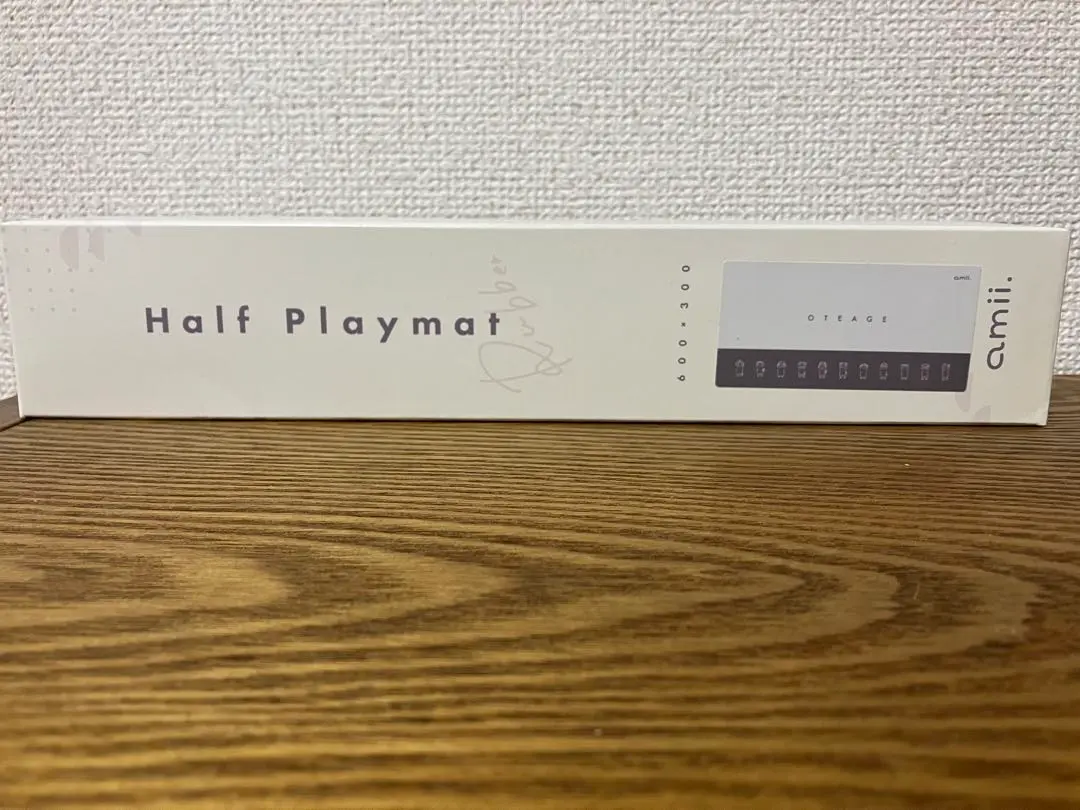 Half Playmat
Rubber
600×300
amii.
OTEAGE
amii.